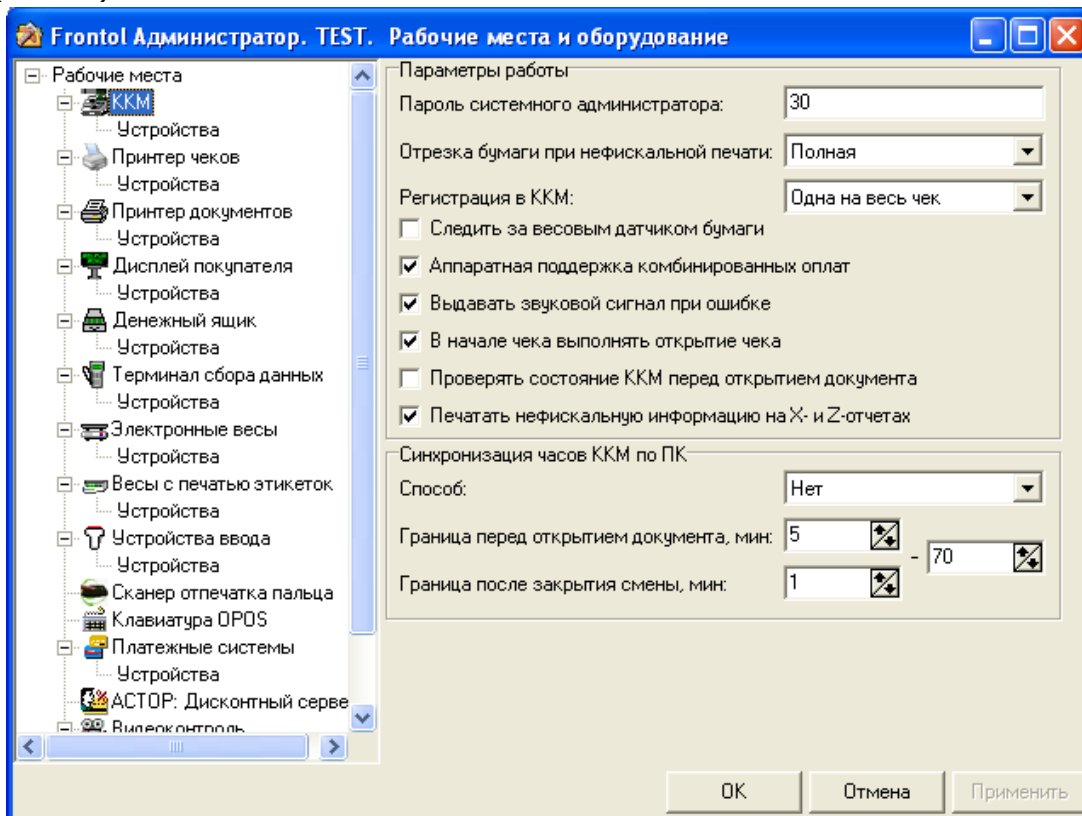 Frontol Администратор. TEST. Рабочие места и оборудование
Рабочие места
ККМ
Устройства
Принтер чеков
Устройства
Принтер документов
Устройства
Дисплей покупателя
Устройства
Денежный ящик
Устройства
Терминал сбора данных
Устройства
Электронные весы
Устройства
Весы с печатью этикеток
Устройства
Устройства ввода
Устройства
Сканер отпечатка пальца
Клавиатура OPOS
Платежные системы
Устройства
АСТОР: Дисконтный серве
Видеоконтроль
Параметры работы
Пароль системного администратора: 30
Отрезка бумаги при нефискальной печати: Полная
Регистрация в ККМ: Одна на весь чек
Следить за весовым датчиком бумаги
Аппаратная поддержка комбинированных оплат
Выдавать звуковой сигнал при ошибке
В начале чека выполнять открытие чека
Проверять состояние ККМ перед открытием документа
Печатать нефискальную информацию на X- и Z-отчетах
Синхронизация часов ККМ по ПК
Способ: Нет
Граница перед открытием документа, мин: 5
- 70
Граница после закрытия смены, мин: 1
ОК Отмена Применить